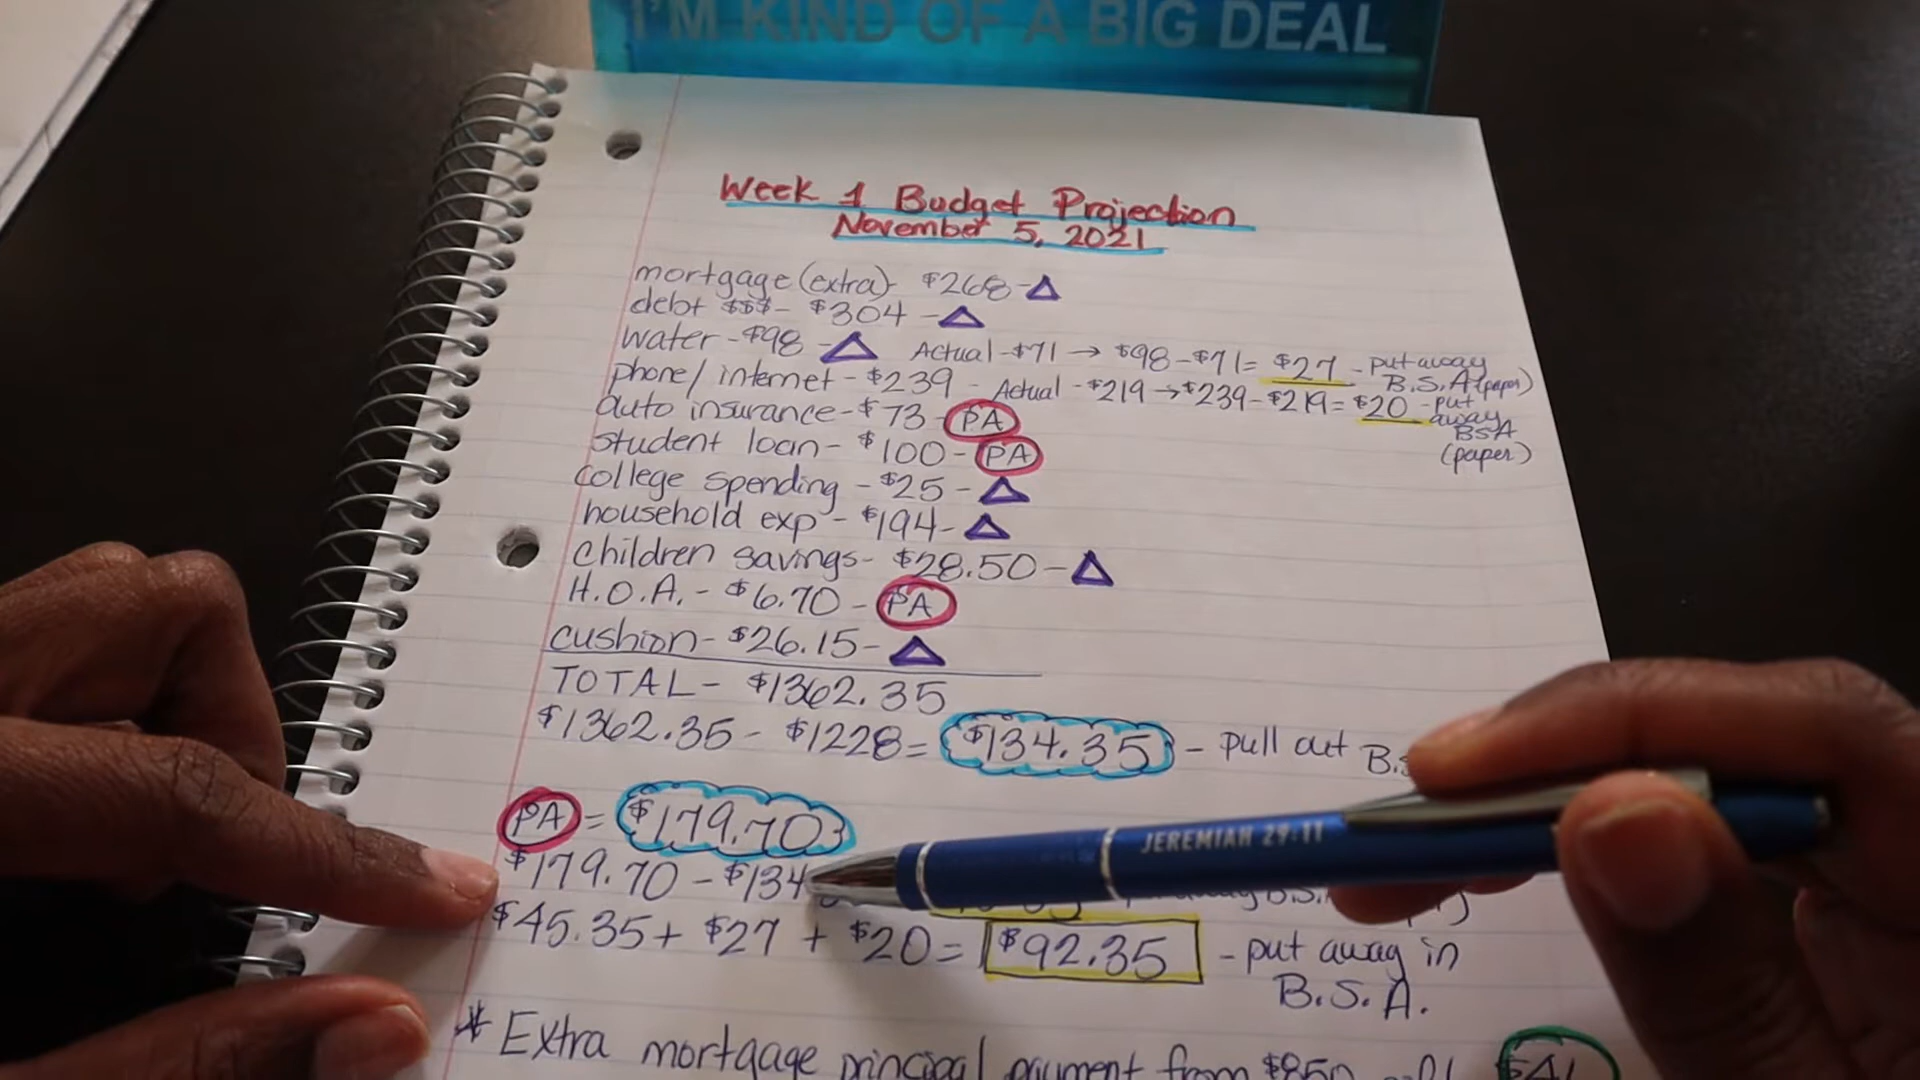 I'M KIND OF A BIG DEAL
Week 1 Budget Projection
November 5, 2021
mortgage (extra) - $268 -
debt $$$ - $304 -
water - $98 - Actual - $71 → $98 - $71 = $27 - put away B.S.A (paper)
phone/internet - $239 - Actual - $219 → $239 - $219 = $20 - put away BSA (paper)
auto insurance - $73 - PA
student loan - $100 - PA
college spending - $25 -
household exp - $194 -
children savings - $28.50 -
H.O.A. - $6.70 - PA
cushion - $26.15 -
TOTAL - $1362.35
$1362.35 - $1228 = $134.35 - pull out
PA = $179.70
$179.70 - $134
$45.35 + $27 + $20 = $92.35 - put away in B.S.A.
* Extra mortgage principal payment from $850
JEREMIAH 29:11